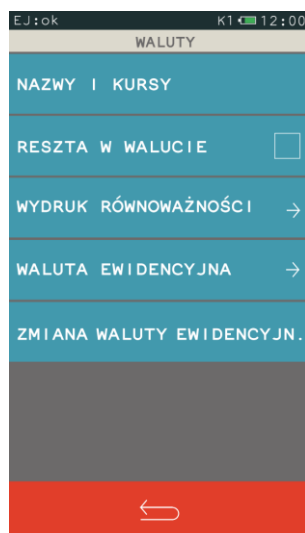 EJ:ok K1 12:00
WALUTY
NAZWY I KURSY
RESZTA W WALUCIE
WYDRUK RÓWNOWAŻNOŚCI
WALUTA EWIDENCYJNA
ZMIANA WALUTY EWIDENCYJN.